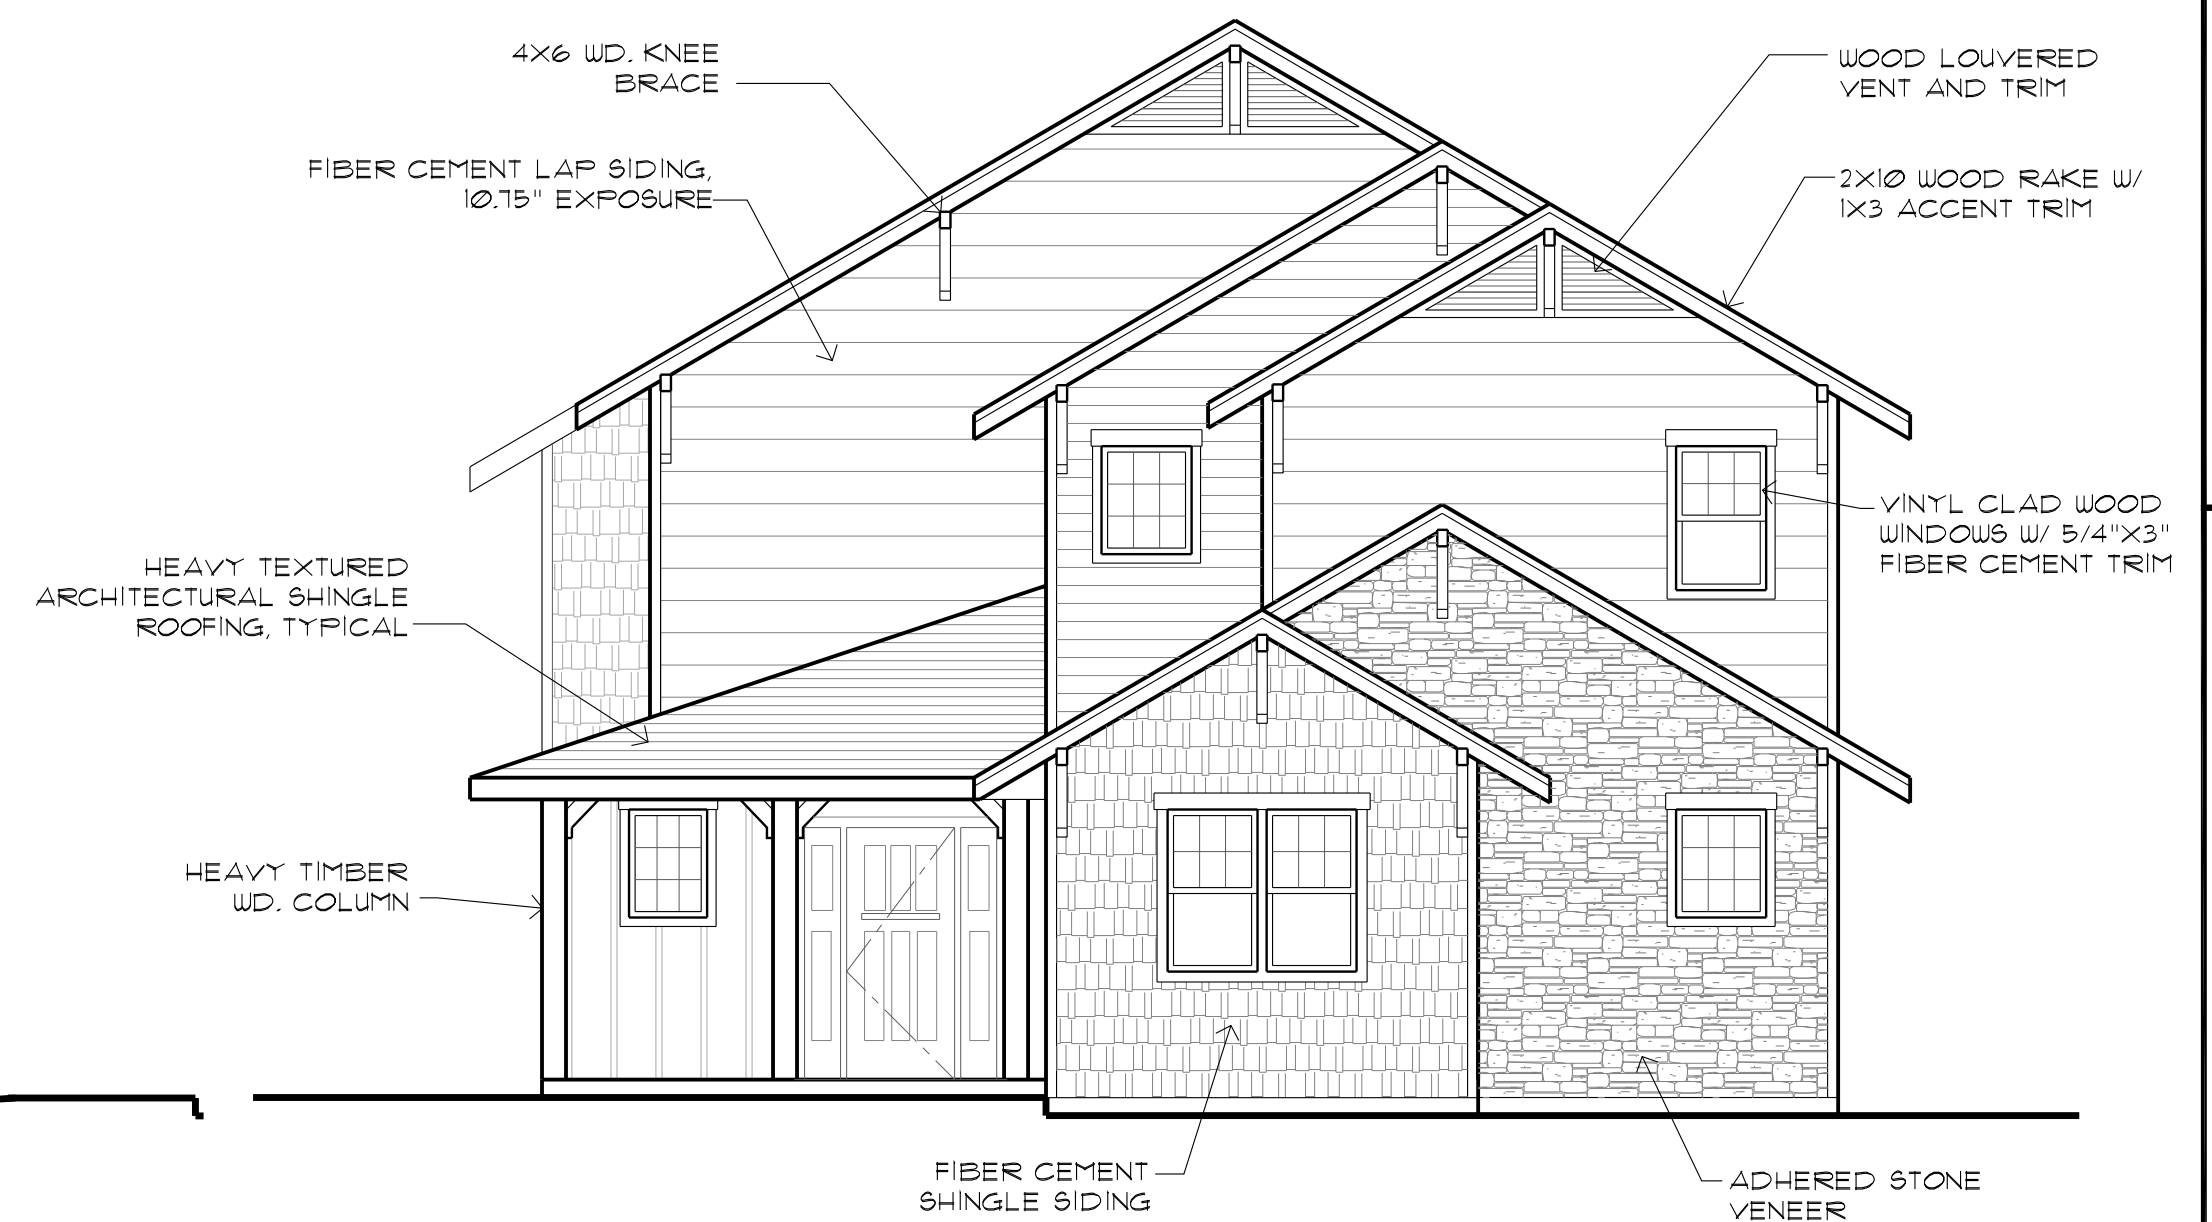 4X6 WD. KNEE
BRACE
FIBER CEMENT LAP SIDING,
10.75" EXPOSURE
HEAVY TEXTURED
ARCHITECTURAL SHINGLE
ROOFING, TYPICAL
HEAVY TIMBER
WD. COLUMN
WOOD LOUVERED
VENT AND TRIM
2X10 WOOD RAKE W/
1X3 ACCENT TRIM
VINYL CLAD WOOD
WINDOWS W/ 5/4"X3"
FIBER CEMENT TRIM
FIBER CEMENT
SHINGLE SIDING
ADHERED STONE
VENEER